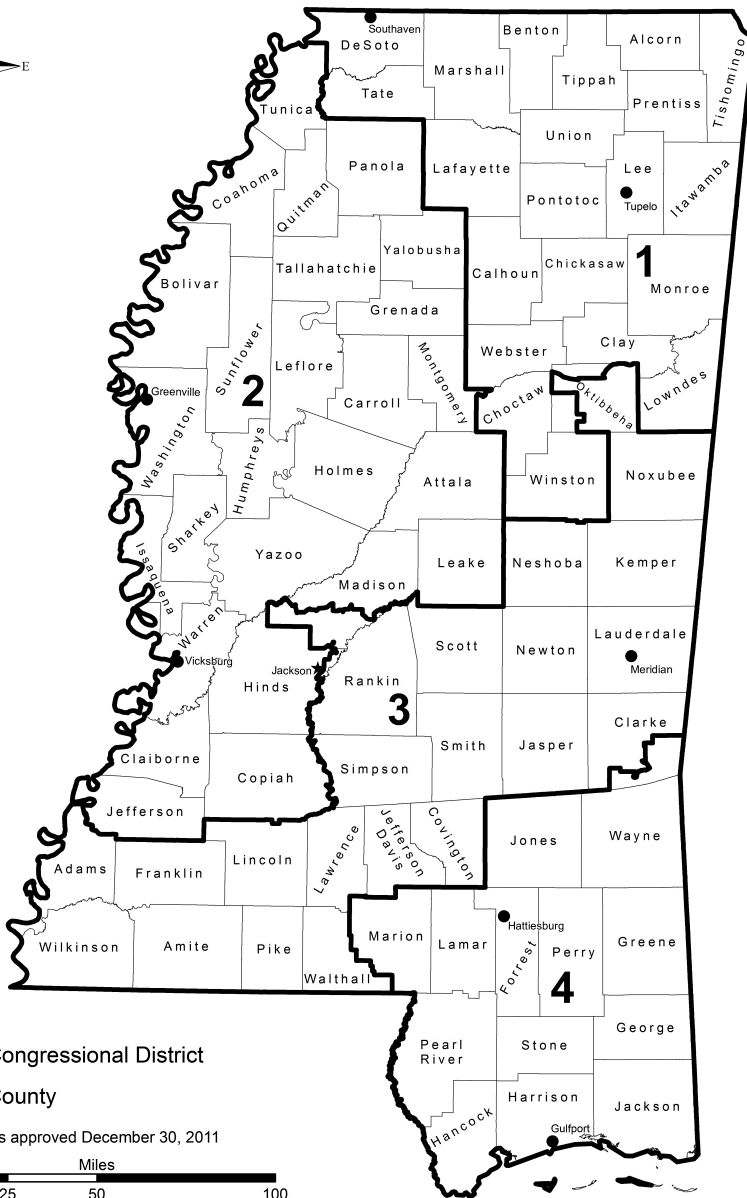 E
Southaven
DeSoto
Benton
Alcorn
Tishomingo
Marshall
Tippah
Tate
Prentiss
Tunica
Union
Panola
Lafayette
Lee
Itawamba
Coahoma
Quitman
Pontotoc
Tupelo
Yalobusha
Tallahatchie
Calhoun
Chickasaw
1
Monroe
Bolivar
Grenada
Sunflower
Clay
Webster
Leflore
Montgomery
2
Greenville
Carroll
Choctaw
Oktibbeha
Lowndes
Washington
Humphreys
Holmes
Attala
Winston
Noxubee
Sharkey
Issaquena
Yazoo
Leake
Neshoba
Kemper
Madison
Warren
Vicksburg
Scott
Newton
Lauderdale
Meridian
Jackson
Hinds
Rankin
3
Clarke
Smith
Jasper
Claiborne
Copiah
Simpson
Jefferson
Lawrence
Jefferson
Davis
Covington
Jones
Wayne
Adams
Franklin
Lincoln
Hattiesburg
Wilkinson
Amite
Pike
Walthall
Marion
Lamar
Forrest
Perry
Greene
4
George
Pearl
River
Stone
Harrison
Jackson
Hancock
Gulfport
Congressional District
County
s approved December 30, 2011
Miles
25 50 100